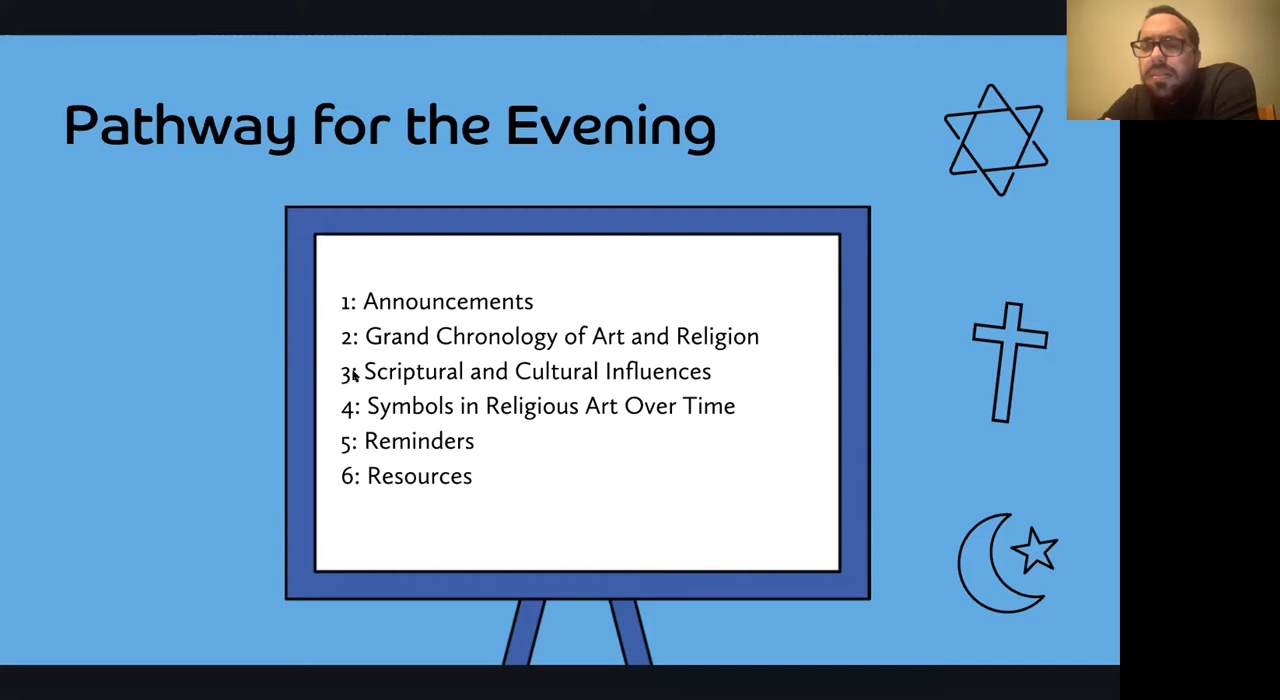 Pathway for the Evening
1: Announcements
2: Grand Chronology of Art and Religion
3: Scriptural and Cultural Influences
4: Symbols in Religious Art Over Time
5: Reminders
6: Resources